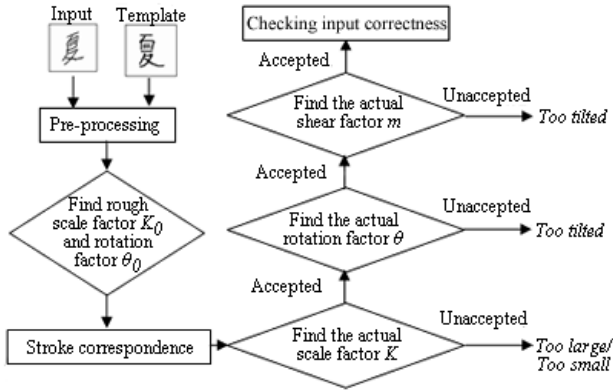 Input
Template
夏
夏
Pre-processing
Find rough
scale factor K₀
and rotation
factor θ₀
Stroke correspondence
Find the actual
scale factor K
Unaccepted
Too large/
Too small
Accepted
Find the actual
rotation factor θ
Unaccepted
Too tilted
Accepted
Find the actual
shear factor m
Unaccepted
Too tilted
Accepted
Checking input correctness